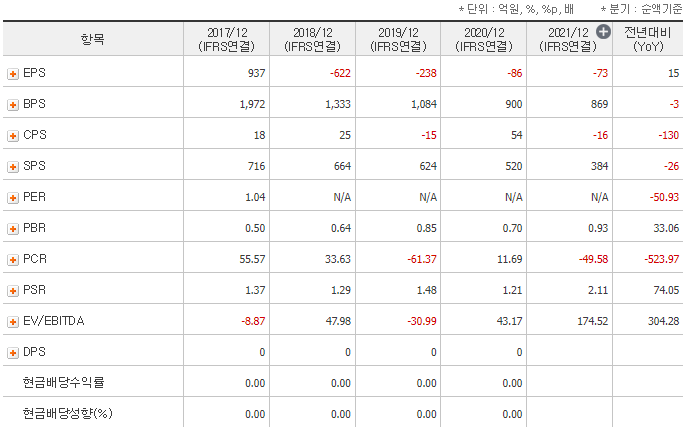 * 단위 : 억원, %, %p, 배 * 분기 : 순액기준
항목 2017/12 (IFRS연결) 2018/12 (IFRS연결) 2019/12 (IFRS연결) 2020/12 (IFRS연결) 2021/12 (IFRS연결) 전년대비 (YoY)
EPS 937 -622 -238 -86 -73 15
BPS 1,972 1,333 1,084 900 869 -3
CPS 18 25 -15 54 -16 -130
SPS 716 664 624 520 384 -26
PER 1.04 N/A N/A N/A N/A -50.93
PBR 0.50 0.64 0.85 0.70 0.93 33.06
PCR 55.57 33.63 -61.37 11.69 -49.58 -523.97
PSR 1.37 1.29 1.48 1.21 2.11 74.05
EV/EBITDA -8.87 47.98 -30.99 43.17 174.52 304.28
DPS 0 0 0 0
현금배당수익률 0.00 0.00 0.00 0.00
현금배당성향(%) 0.00 0.00 0.00 0.00